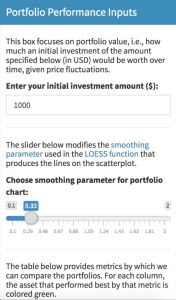 Portfolio Performance Inputs
This box focuses on portfolio value, i.e., how
much an initial investment of the amount
specified below (in USD) would be worth over
time, given price fluctuations.
Enter your initial investment amount ($):
1000
The slider below modifies the smoothing
parameter used in the LOESS function that
produces the lines on the scatterplot.
Choose smoothing parameter for portfolio
chart:
0.1 0.33 2
0.1 0.29 0.48 0.67 0.86 1.05 1.24 1.43 1.62 1.81 2
The table below provides metrics by which we
can compare the portfolios. For each column,
the asset that performed best by that metric is
colored green.